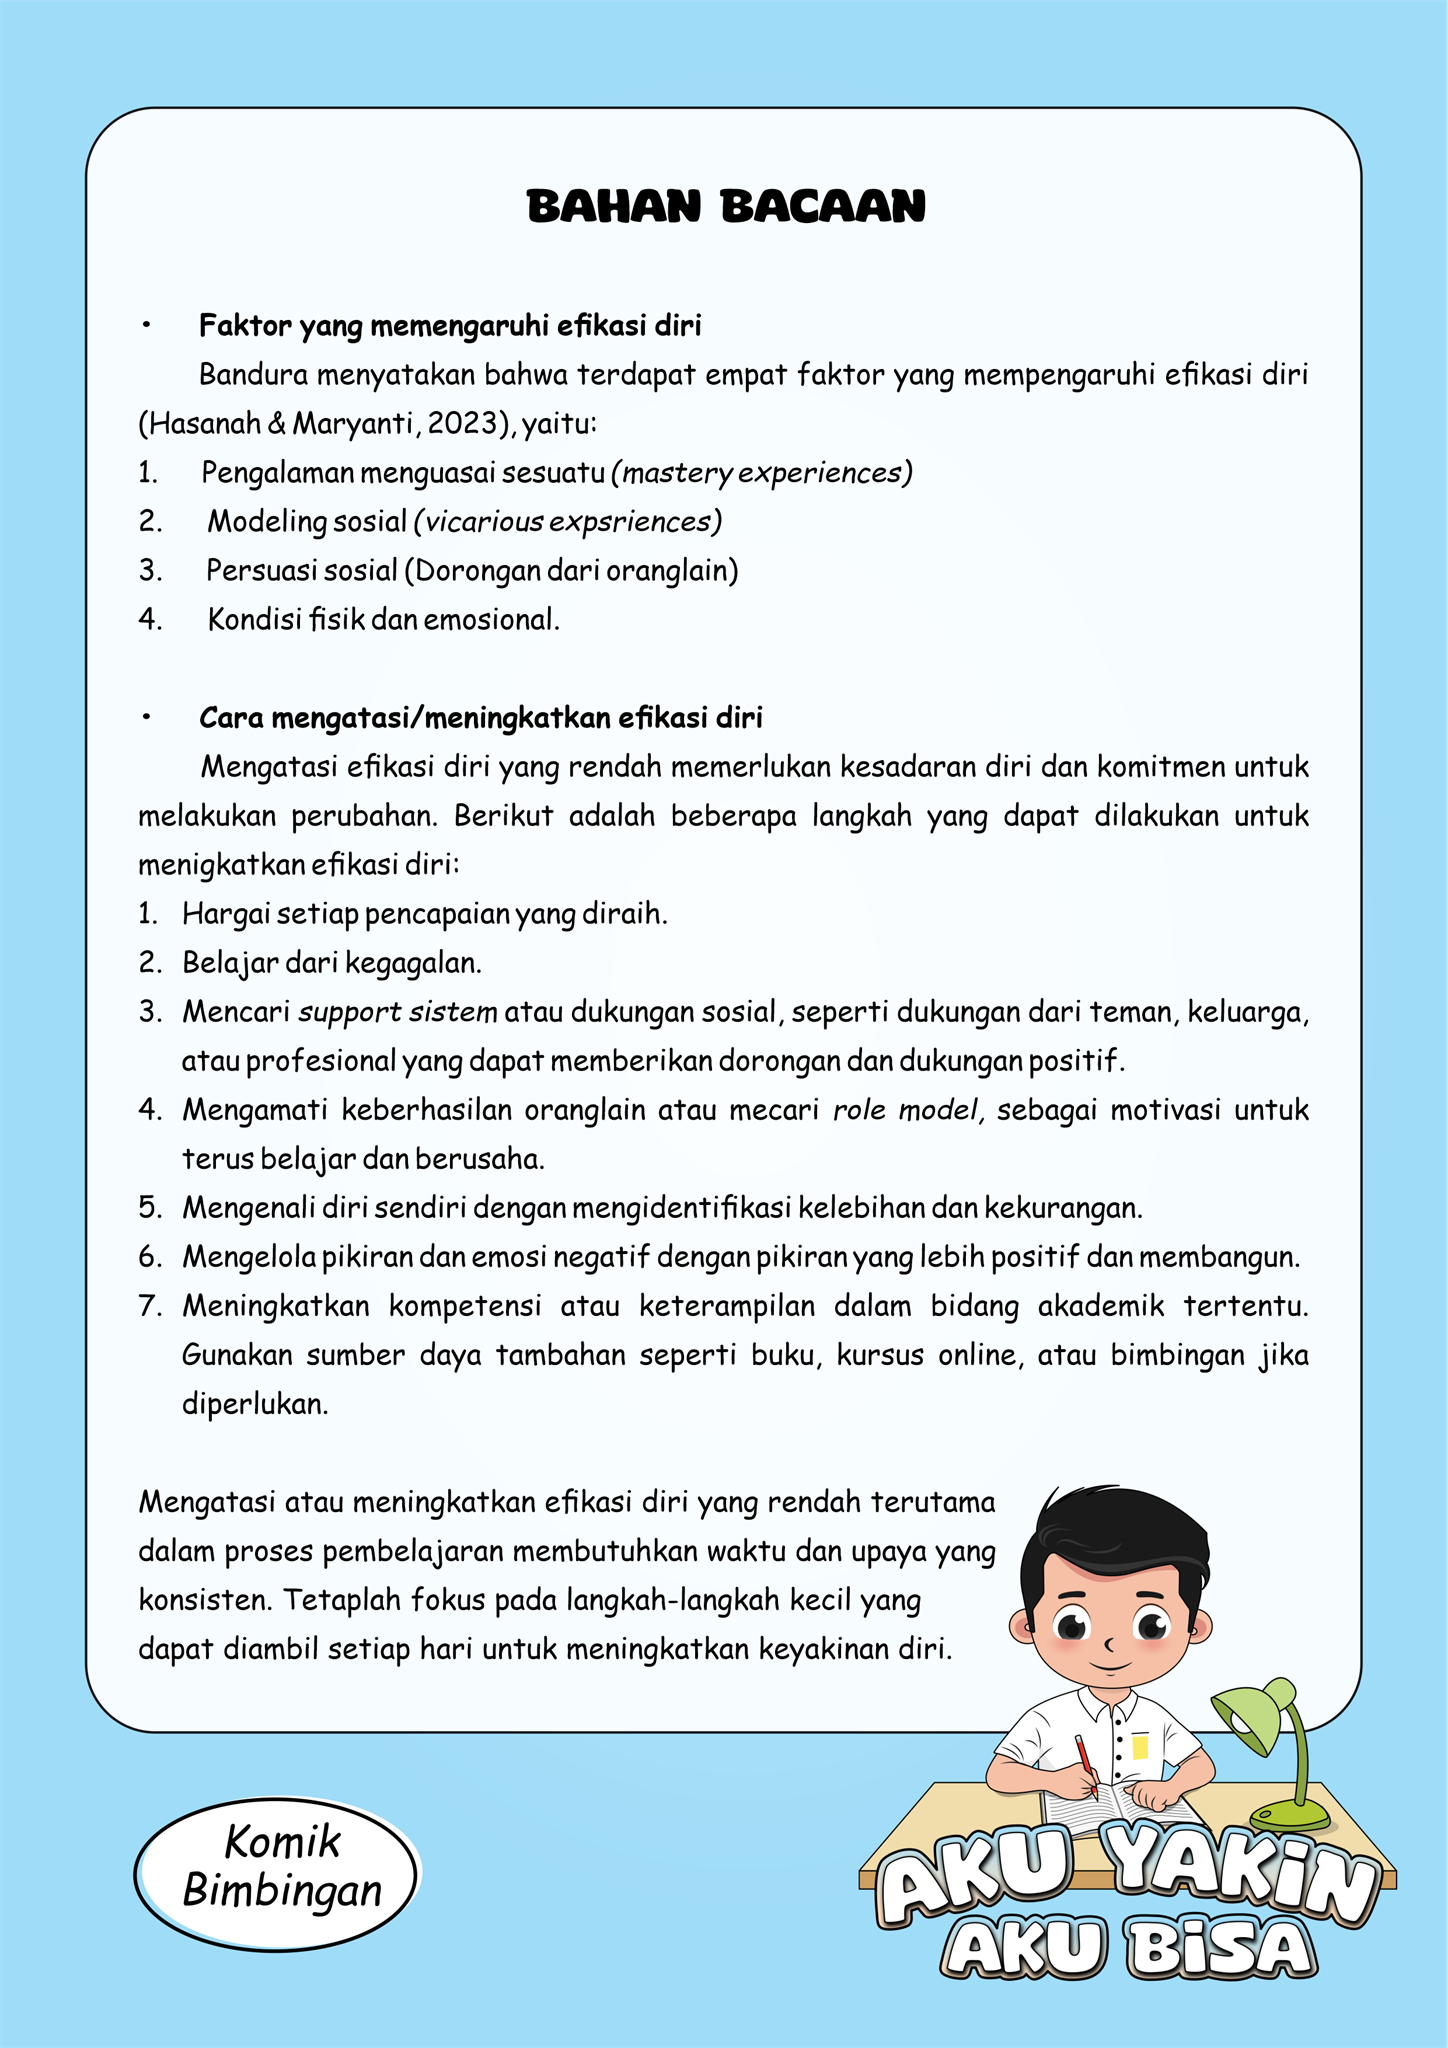 BAHAN BACAAN
• Faktor yang memengaruhi efikasi diri
Bandura menyatakan bahwa terdapat empat faktor yang mempengaruhi efikasi diri
(Hasanah & Maryanti, 2023), yaitu:
1. Pengalaman menguasai sesuatu (mastery experiences)
2. Modeling sosial (vicarious expsriences)
3. Persuasi sosial (Dorongan dari oranglain)
4. Kondisi fisik dan emosional.
• Cara mengatasi/meningkatkan efikasi diri
Mengatasi efikasi diri yang rendah memerlukan kesadaran diri dan komitmen untuk
melakukan perubahan. Berikut adalah beberapa langkah yang dapat dilakukan untuk
menigkatkan efikasi diri:
1. Hargai setiap pencapaian yang diraih.
2. Belajar dari kegagalan.
3. Mencari support sistem atau dukungan sosial, seperti dukungan dari teman, keluarga,
atau profesional yang dapat memberikan dorongan dan dukungan positif.
4. Mengamati keberhasilan oranglain atau mecari role model, sebagai motivasi untuk
terus belajar dan berusaha.
5. Mengenali diri sendiri dengan mengidentifikasi kelebihan dan kekurangan.
6. Mengelola pikiran dan emosi negatif dengan pikiran yang lebih positif dan membangun.
7. Meningkatkan kompetensi atau keterampilan dalam bidang akademik tertentu.
Gunakan sumber daya tambahan seperti buku, kursus online, atau bimbingan jika
diperlukan.
Mengatasi atau meningkatkan efikasi diri yang rendah terutama
dalam proses pembelajaran membutuhkan waktu dan upaya yang
konsisten. Tetaplah fokus pada langkah-langkah kecil yang
dapat diambil setiap hari untuk meningkatkan keyakinan diri.
Komik
Bimbingan
AKU YAKiN
AKU BiSA